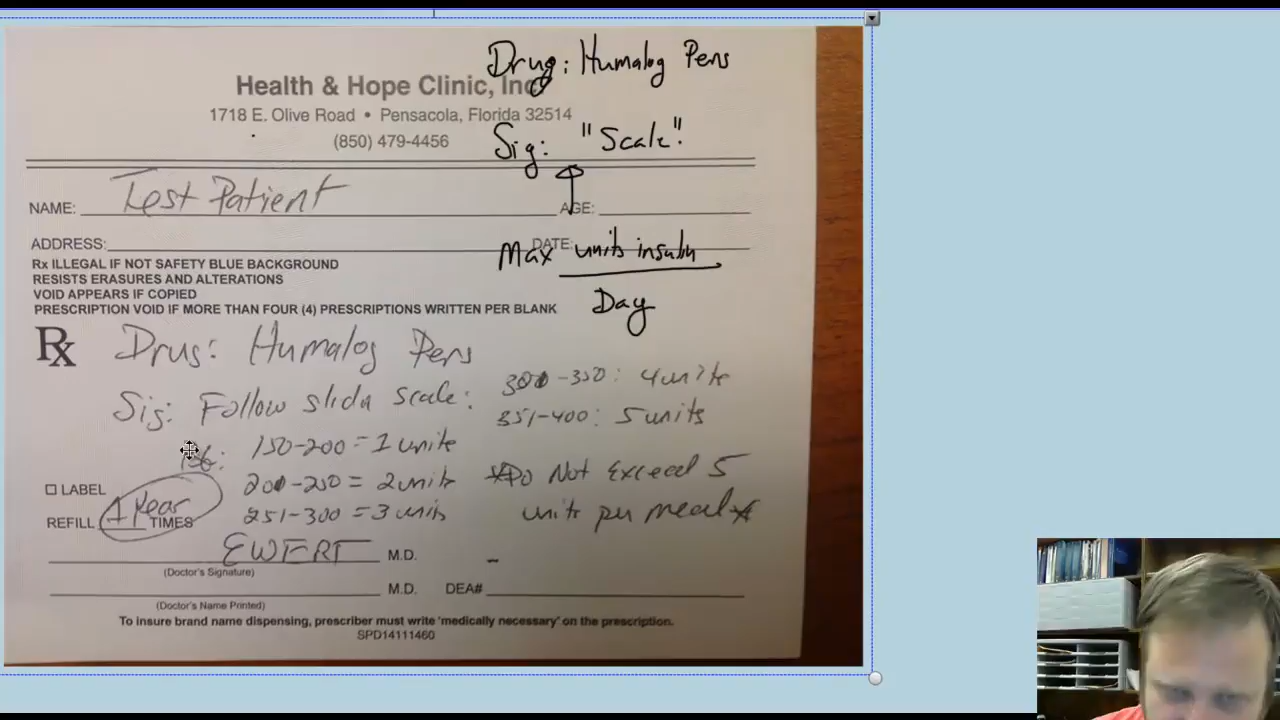 Drug: Humalog Pens
Health & Hope Clinic, Inc
1718 E. Olive Road • Pensacola, Florida 32514
(850) 479-4456
Sig: "Scale".
NAME: Test Patient AGE:
ADDRESS: DATE:
Max units insulin
Day
Rx ILLEGAL IF NOT SAFETY BLUE BACKGROUND
RESISTS ERASURES AND ALTERATIONS
VOID APPEARS IF COPIED
PRESCRIPTION VOID IF MORE THAN FOUR (4) PRESCRIPTIONS WRITTEN PER BLANK
Rx Drug: Humalog Pens
Sig: Follow sliding scale:
150-200 = 1 units
200-250 = 2 units
251-300 = 3 units
300-350: 4 units
351-400: 5 units
*Do Not Exceed 5
units per meal*
LABEL
REFILL 1 Year TIMES
EWERT M.D.
(Doctor's Signature)
M.D. DEA#
(Doctor's Name Printed)
To insure brand name dispensing, prescriber must write 'medically necessary' on the prescription.
SPD14111460